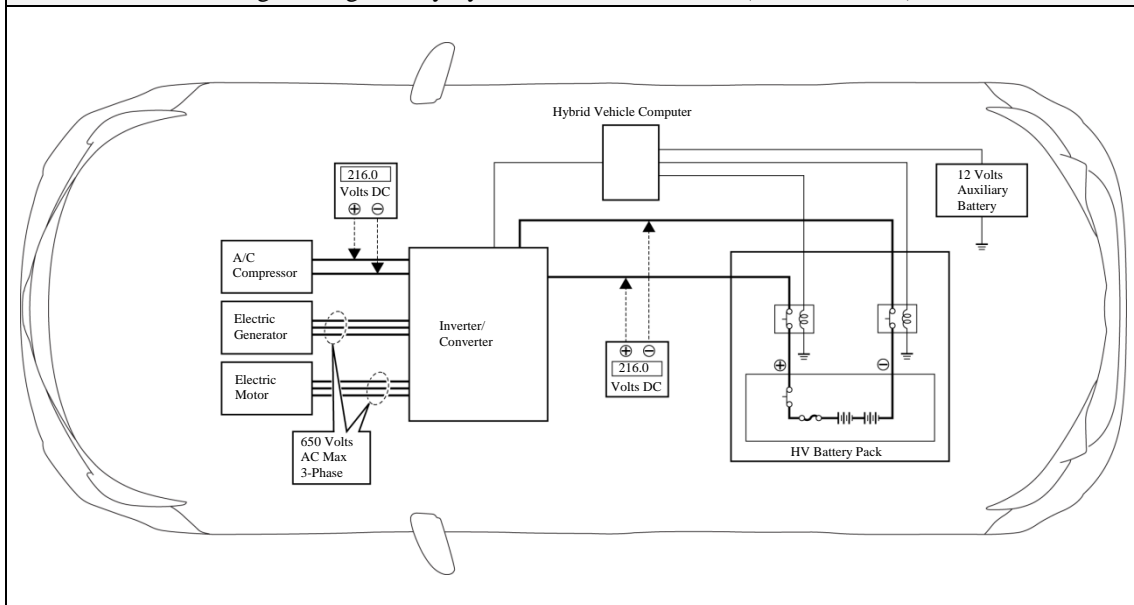 Hybrid Vehicle Computer
216.0
Volts DC
+ −
12 Volts
Auxiliary
Battery
A/C
Compressor
Electric
Generator
Inverter/
Converter
Electric
Motor
+ −
216.0
Volts DC
+ −
650 Volts
AC Max
3-Phase
HV Battery Pack